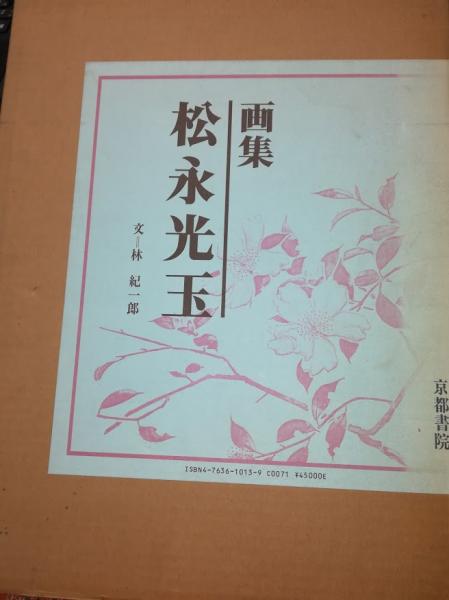 画集
松永光玉
文＝林 紀一郎
京都書院
ISBN4-7636-1013-9 C0071 ¥45000E